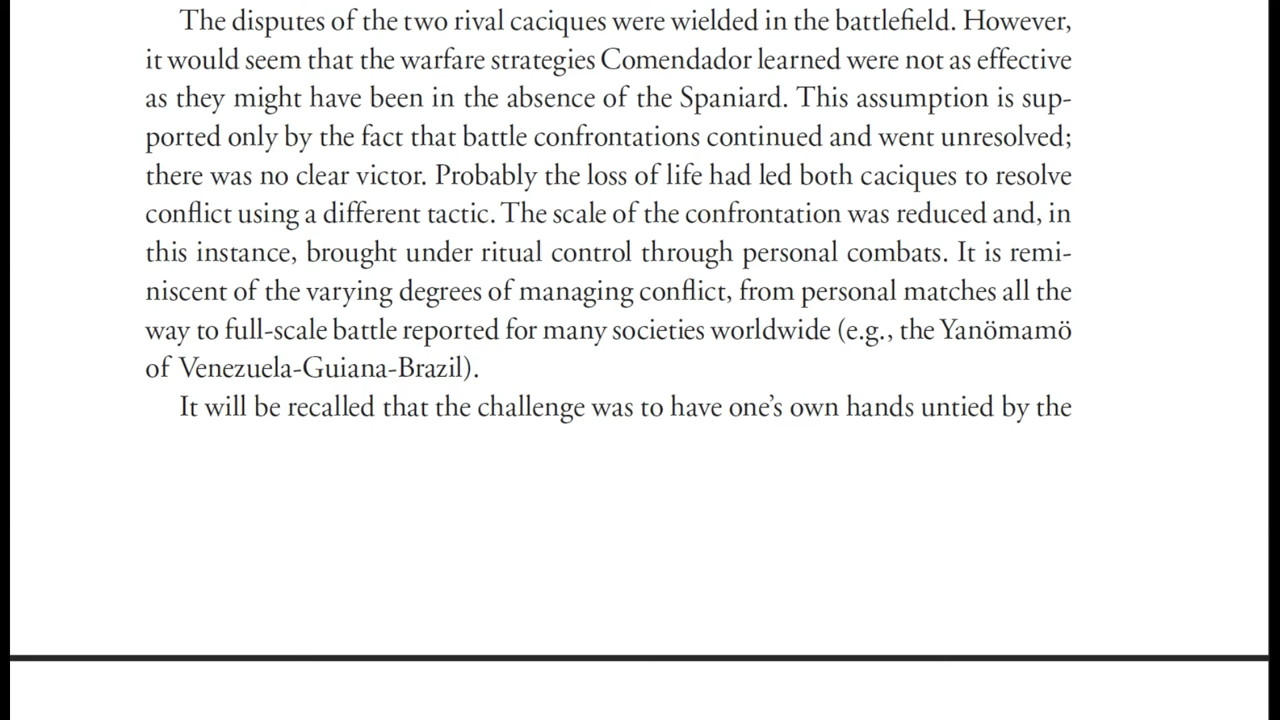 The disputes of the two rival caciques were wielded in the battlefield. However,
it would seem that the warfare strategies Comendador learned were not as effective
as they might have been in the absence of the Spaniard. This assumption is sup-
ported only by the fact that battle confrontations continued and went unresolved;
there was no clear victor. Probably the loss of life had led both caciques to resolve
conflict using a different tactic. The scale of the confrontation was reduced and, in
this instance, brought under ritual control through personal combats. It is remi-
niscent of the varying degrees of managing conflict, from personal matches all the
way to full-scale battle reported for many societies worldwide (e.g., the Yanömamö
of Venezuela-Guiana-Brazil).
It will be recalled that the challenge was to have one’s own hands untied by the